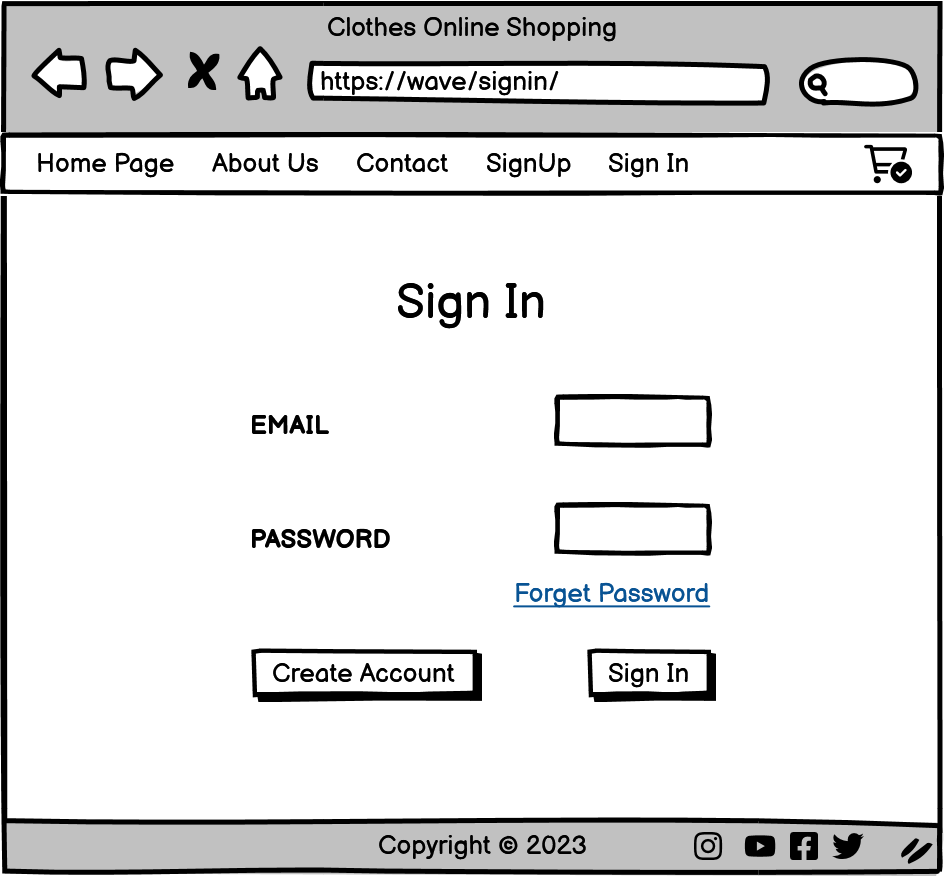 Clothes Online Shopping
https://wave/signin/
Home Page About Us Contact SignUp Sign In
Sign In
EMAIL
PASSWORD
Forget Password
Create Account Sign In
Copyright © 2023